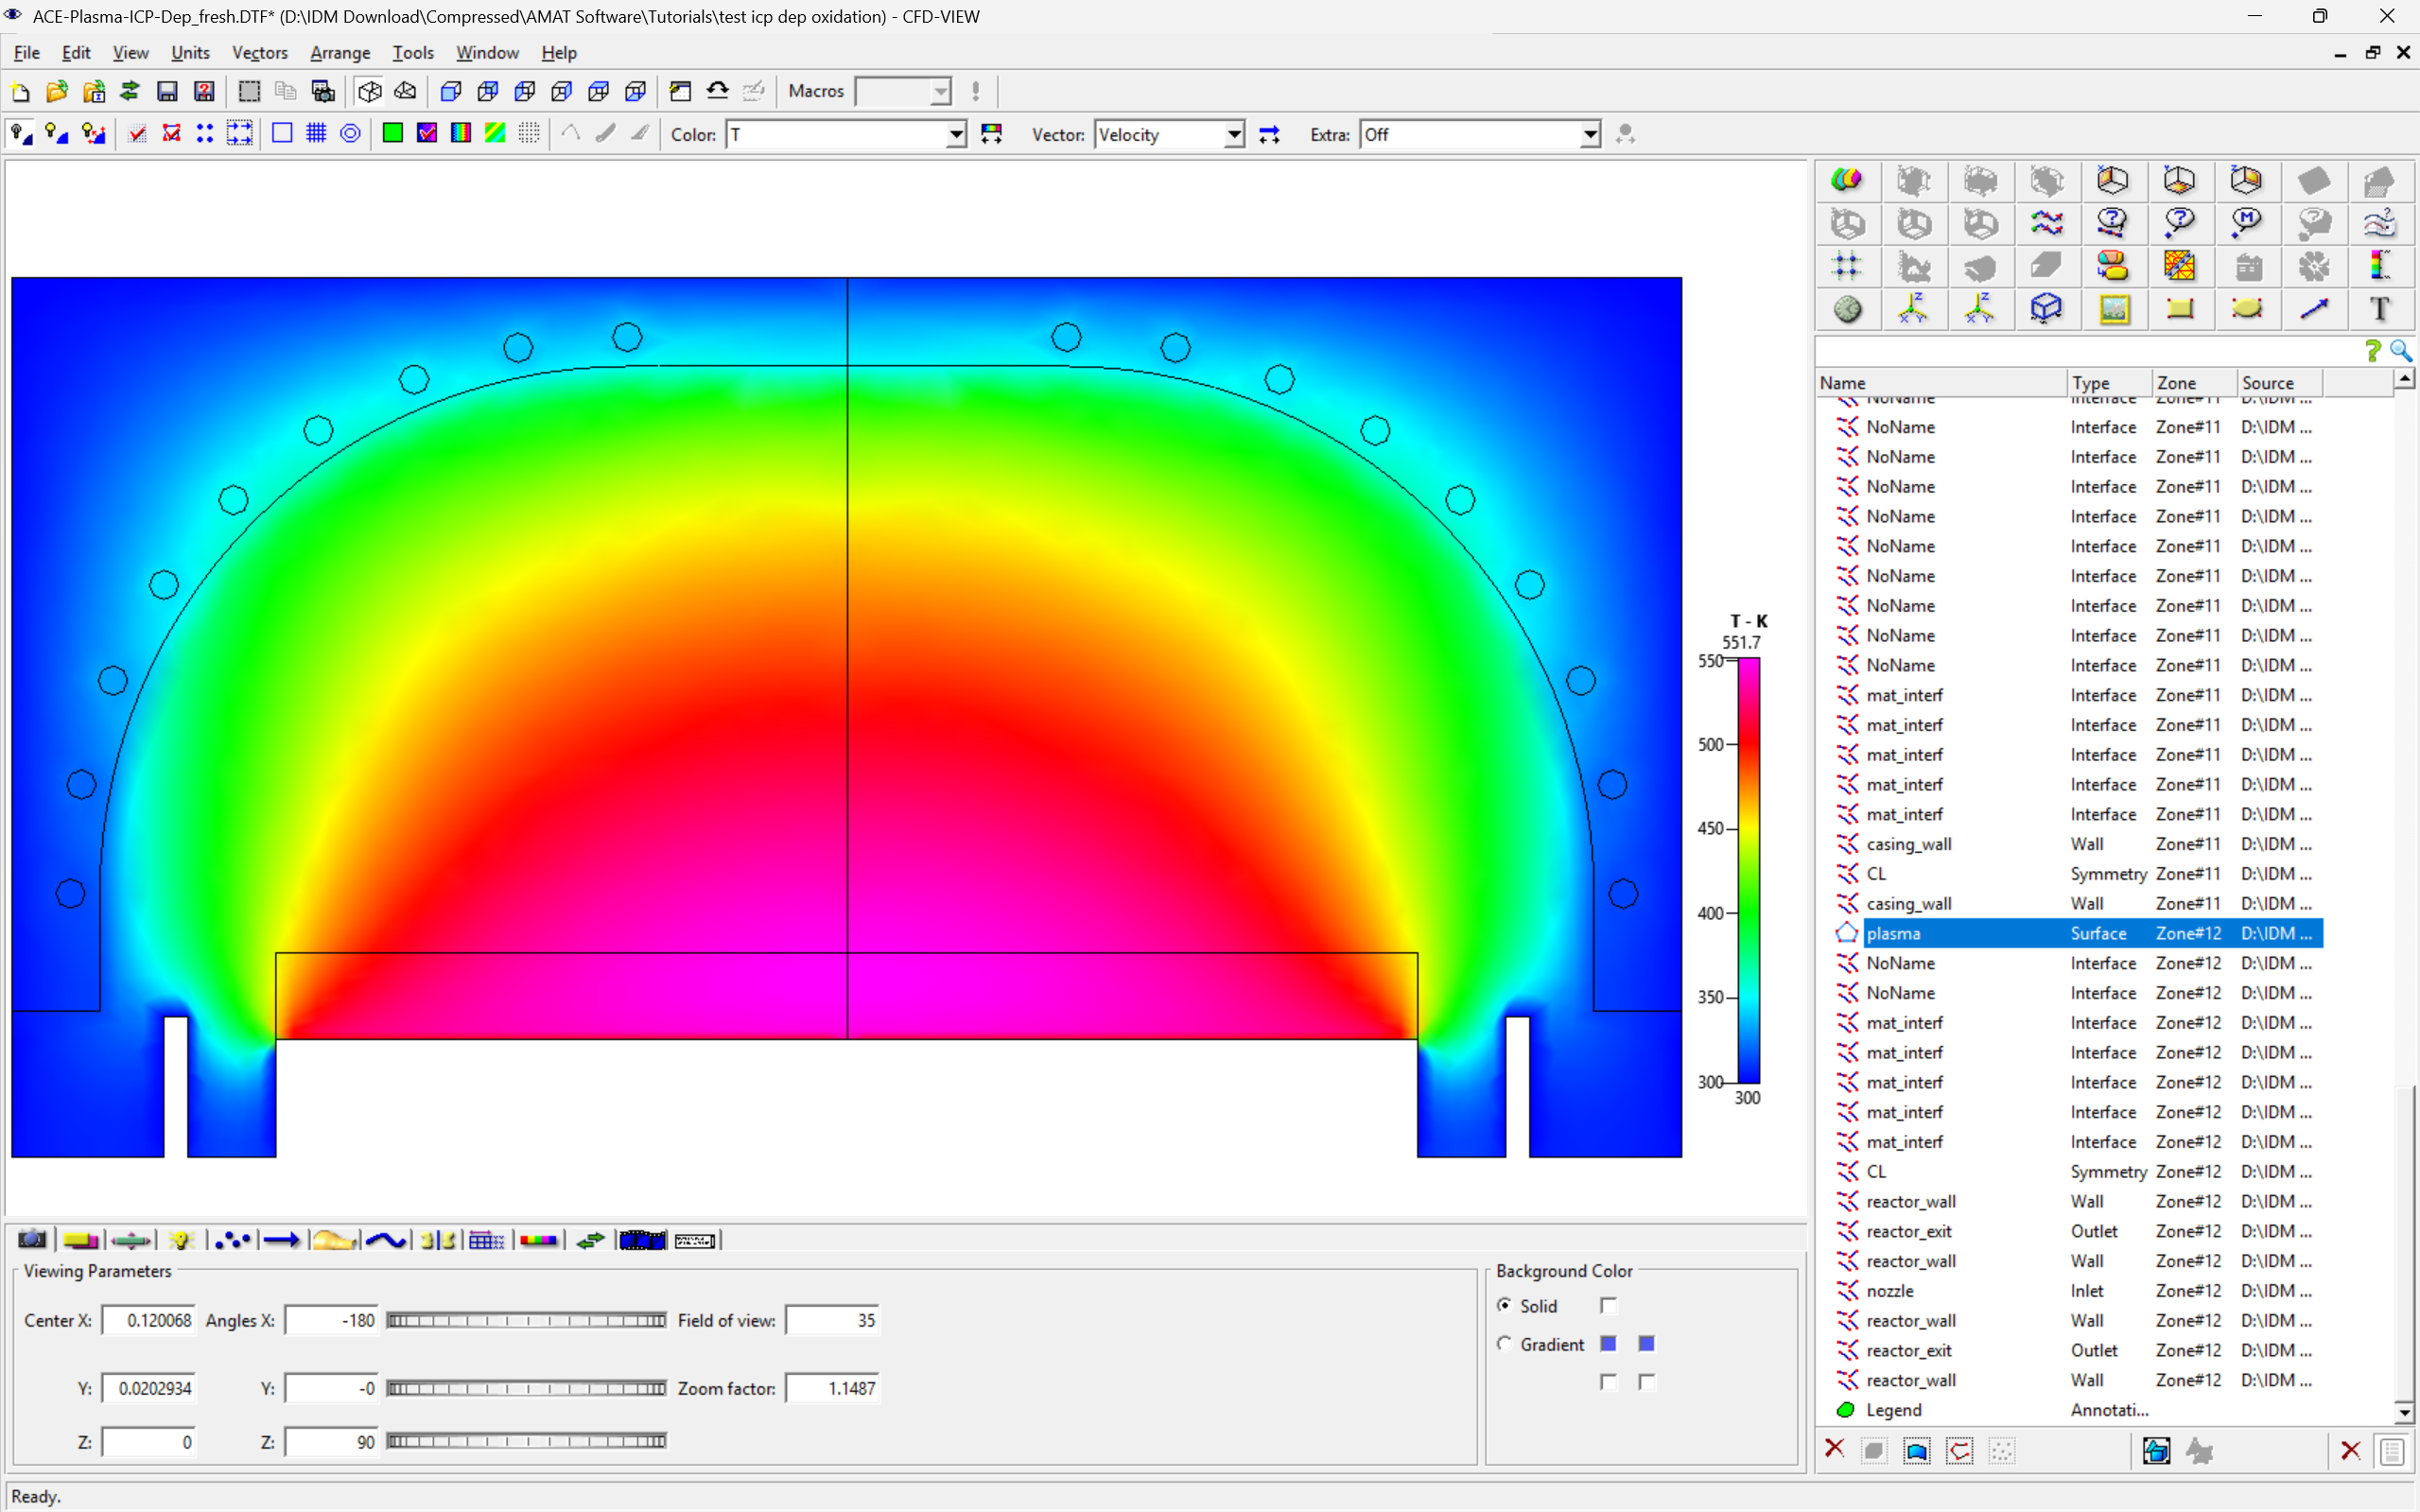 ACE-Plasma-ICP-Dep_fresh.DTF* (D:\IDM Download\Compressed\AMAT Software\Tutorials\test icp dep oxidation) - CFD-VIEW
File Edit View Units Vectors Arrange Tools Window Help
Macros
Color: T Vector: Velocity Extra: Off
Name Type Zone Source
NoName Interface Zone#11 D:\IDM ...
NoName Interface Zone#11 D:\IDM ...
NoName Interface Zone#11 D:\IDM ...
NoName Interface Zone#11 D:\IDM ...
NoName Interface Zone#11 D:\IDM ...
NoName Interface Zone#11 D:\IDM ...
NoName Interface Zone#11 D:\IDM ...
NoName Interface Zone#11 D:\IDM ...
NoName Interface Zone#11 D:\IDM ...
NoName Interface Zone#11 D:\IDM ...
mat_interf Interface Zone#11 D:\IDM ...
mat_interf Interface Zone#11 D:\IDM ...
mat_interf Interface Zone#11 D:\IDM ...
mat_interf Interface Zone#11 D:\IDM ...
mat_interf Interface Zone#11 D:\IDM ...
casing_wall Wall Zone#11 D:\IDM ...
CL Symmetry Zone#11 D:\IDM ...
casing_wall Wall Zone#11 D:\IDM ...
plasma Surface Zone#12 D:\IDM ...
NoName Interface Zone#12 D:\IDM ...
NoName Interface Zone#12 D:\IDM ...
mat_interf Interface Zone#12 D:\IDM ...
mat_interf Interface Zone#12 D:\IDM ...
mat_interf Interface Zone#12 D:\IDM ...
mat_interf Interface Zone#12 D:\IDM ...
mat_interf Interface Zone#12 D:\IDM ...
CL Symmetry Zone#12 D:\IDM ...
reactor_wall Wall Zone#12 D:\IDM ...
reactor_exit Outlet Zone#12 D:\IDM ...
reactor_wall Wall Zone#12 D:\IDM ...
nozzle Inlet Zone#12 D:\IDM ...
reactor_wall Wall Zone#12 D:\IDM ...
reactor_exit Outlet Zone#12 D:\IDM ...
reactor_wall Wall Zone#12 D:\IDM ...
Legend Annotati...
T - K
551.7
550
500
450
400
350
300
300
Viewing Parameters
Center X: 0.120068 Angles X: -180 Field of view: 35
Y: 0.0202934 Y: -0 Zoom factor: 1.1487
Z: 0 Z: 90
Background Color
Solid
Gradient
Ready.